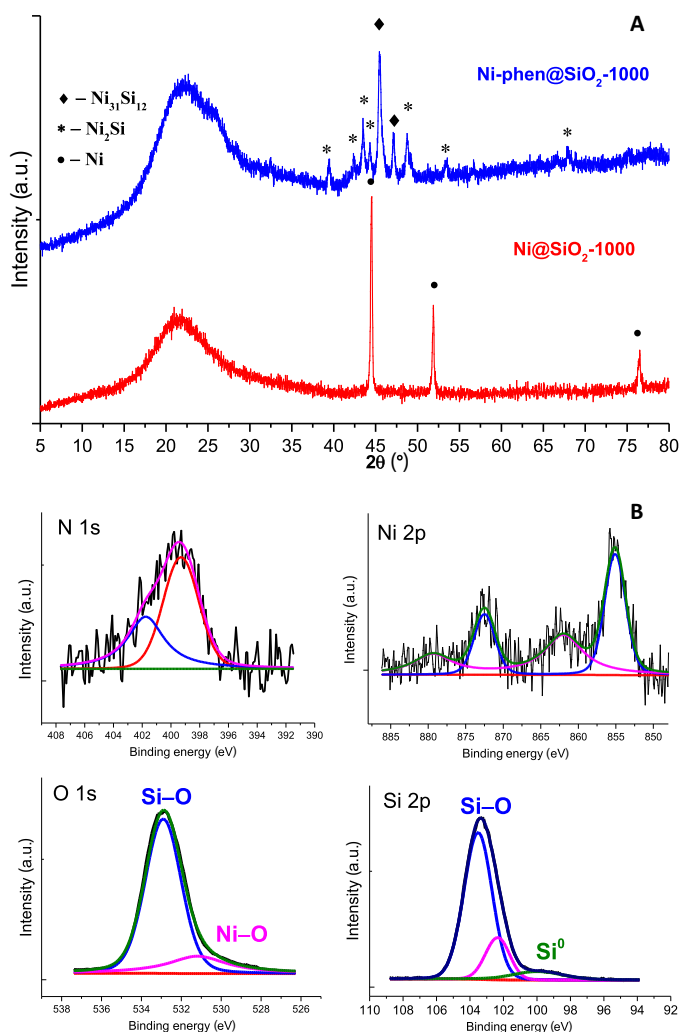 A
Ni-phen@SiO₂-1000
♦ – Ni₃₁Si₁₂
* – Ni₂Si
● – Ni
Ni@SiO₂-1000
Intensity (a.u.)
5 10 15 20 25 30 35 40 45 50 55 60 65 70 75 80
2θ (°)
B
N 1s
Intensity (a.u.)
408 406 404 402 400 398 396 394 392 390
Binding energy (eV)
Ni 2p
Intensity (a.u.)
885 880 875 870 865 860 855 850
Binding energy (eV)
O 1s
Si–O
Ni–O
Intensity (a.u.)
538 536 534 532 530 528 526
Binding energy (eV)
Si 2p
Si–O
Si⁰
Intensity (a.u.)
110 108 106 104 102 100 98 96 94 92
Binding energy (eV)